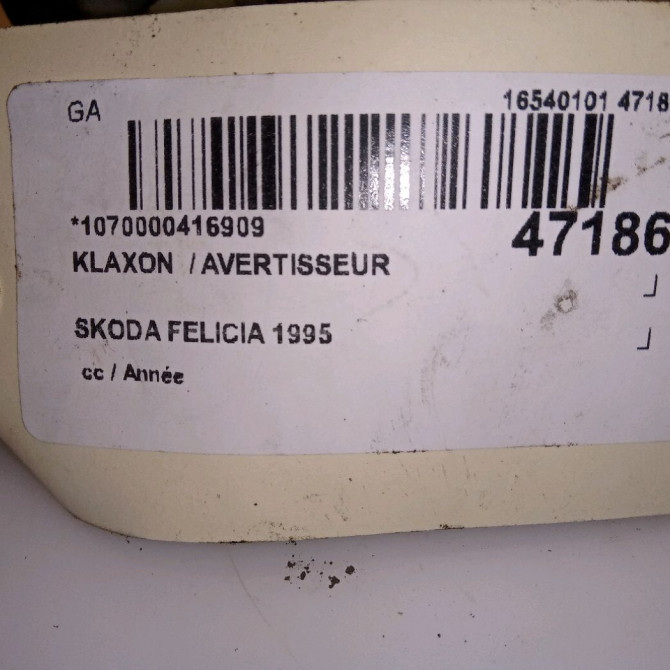 GA
16540101 4718
*1070000416909
47186
KLAXON / AVERTISSEUR
SKODA FELICIA 1995
cc / Année